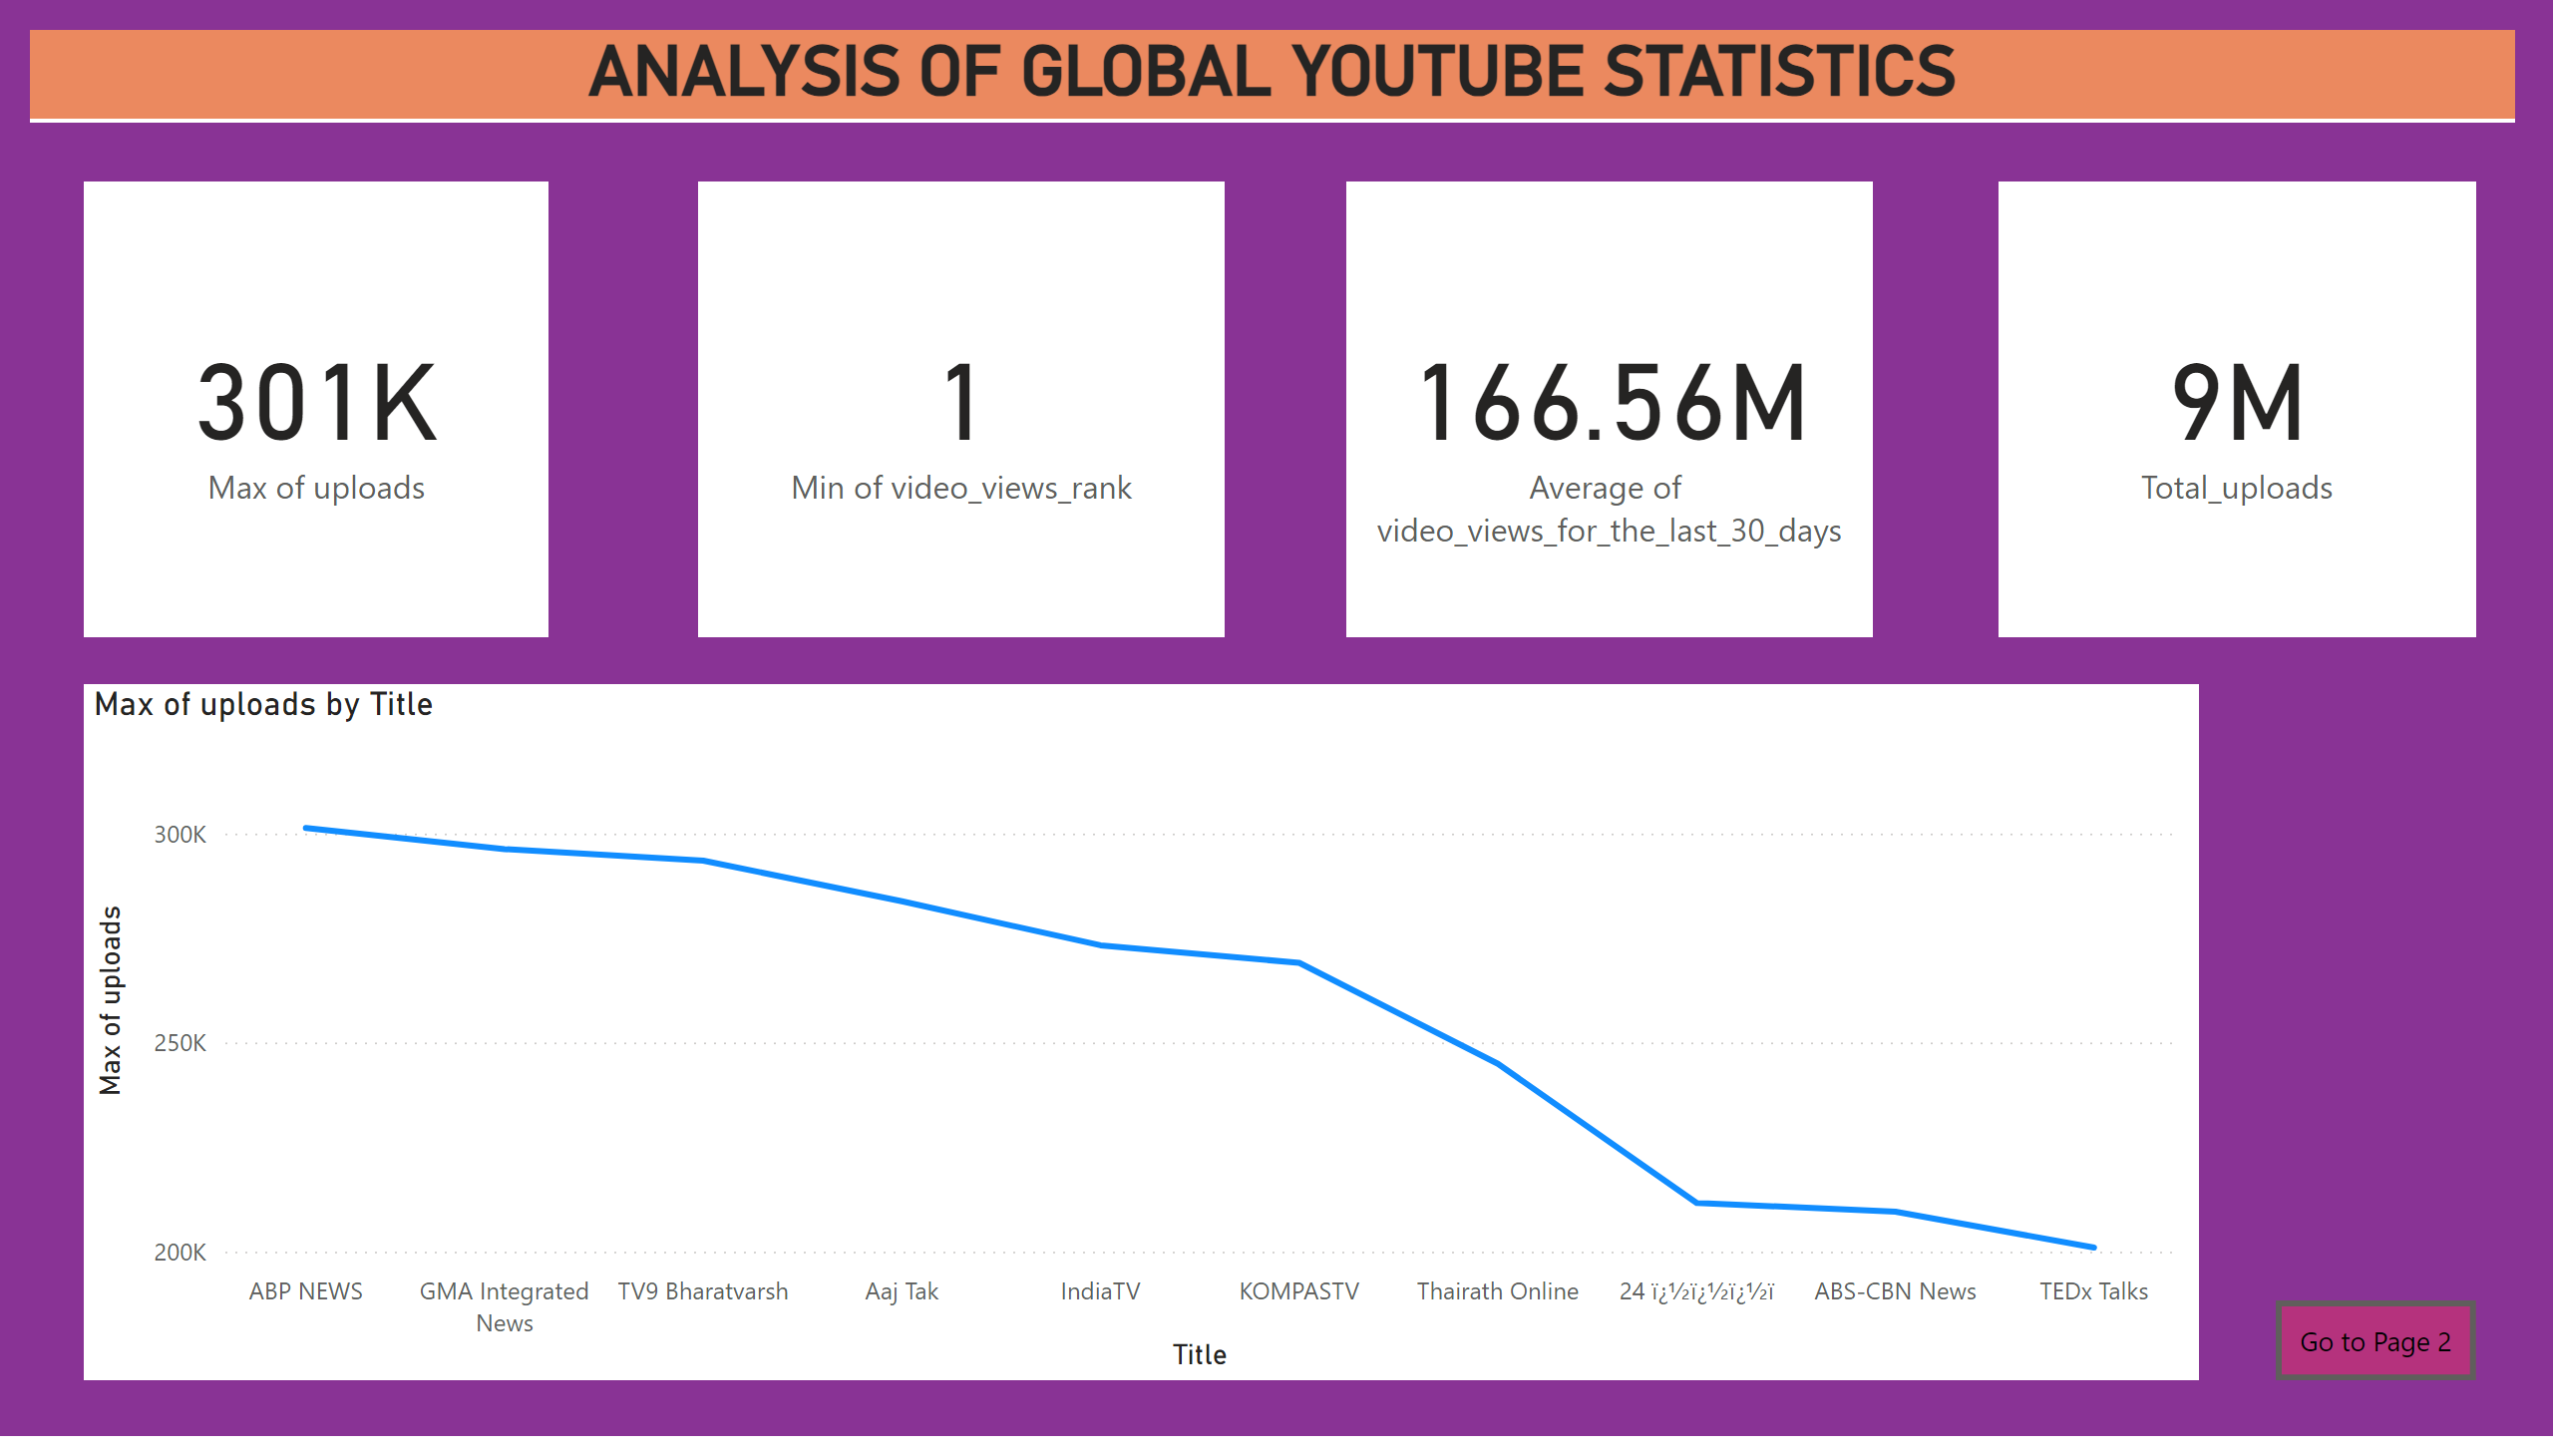 ANALYSIS OF GLOBAL YOUTUBE STATISTICS
301K
Max of uploads
1
Min of video_views_rank
166.56M
Average of
video_views_for_the_last_30_days
9M
Total_uploads
Max of uploads by Title
Max of uploads
300K
250K
200K
ABP NEWS
GMA Integrated
News
TV9 Bharatvarsh
Aaj Tak
IndiaTV
KOMPASTV
Thairath Online
24 ï¿½ï¿½ï¿½ï
ABS-CBN News
TEDx Talks
Title
Go to Page 2